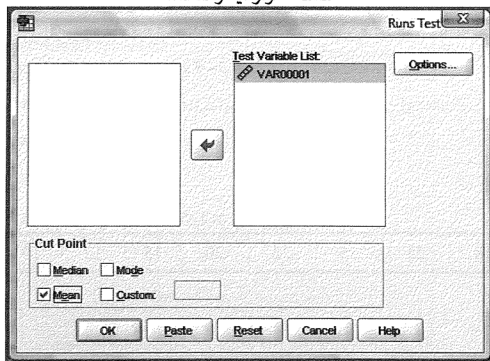 Runs Test
Test Variable List:
VAR00001
Options...
Cut Point
Median Mode
Mean Custom:
OK Paste Reset Cancel Help